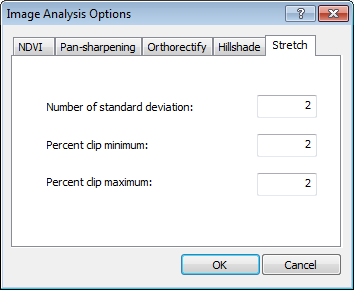 Image Analysis Options
NDVI Pan-sharpening Orthorectify Hillshade Stretch
Number of standard deviation: 2
Percent clip minimum: 2
Percent clip maximum: 2
OK Cancel